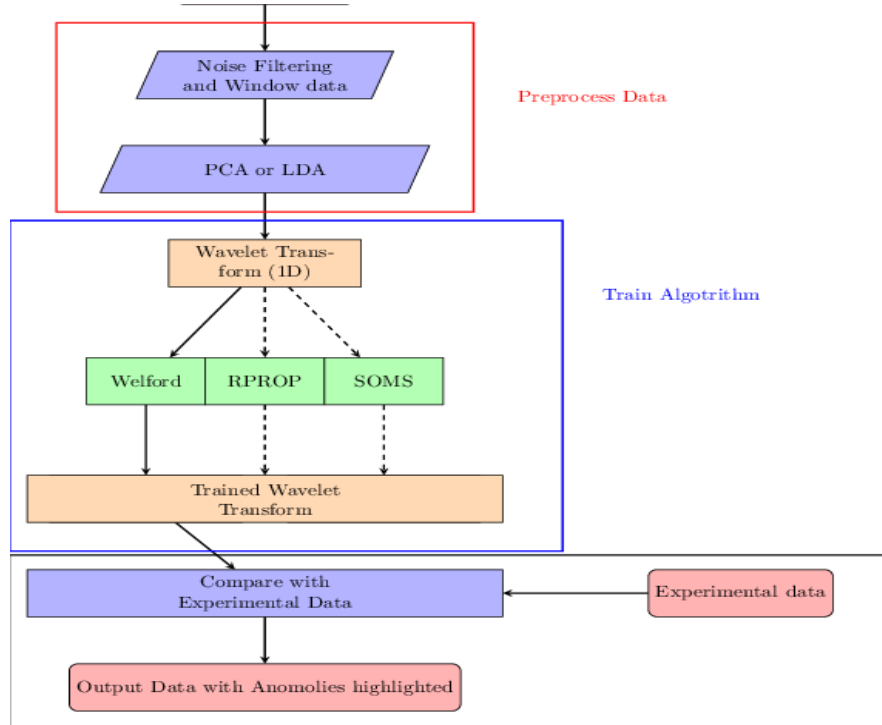 Noise Filtering
and Window data
Preprocess Data
PCA or LDA
Wavelet Trans-
form (1D)
Train Algotrithm
Welford
RPROP
SOMS
Trained Wavelet
Transform
Compare with
Experimental Data
Experimental data
Output Data with Anomolies highlighted